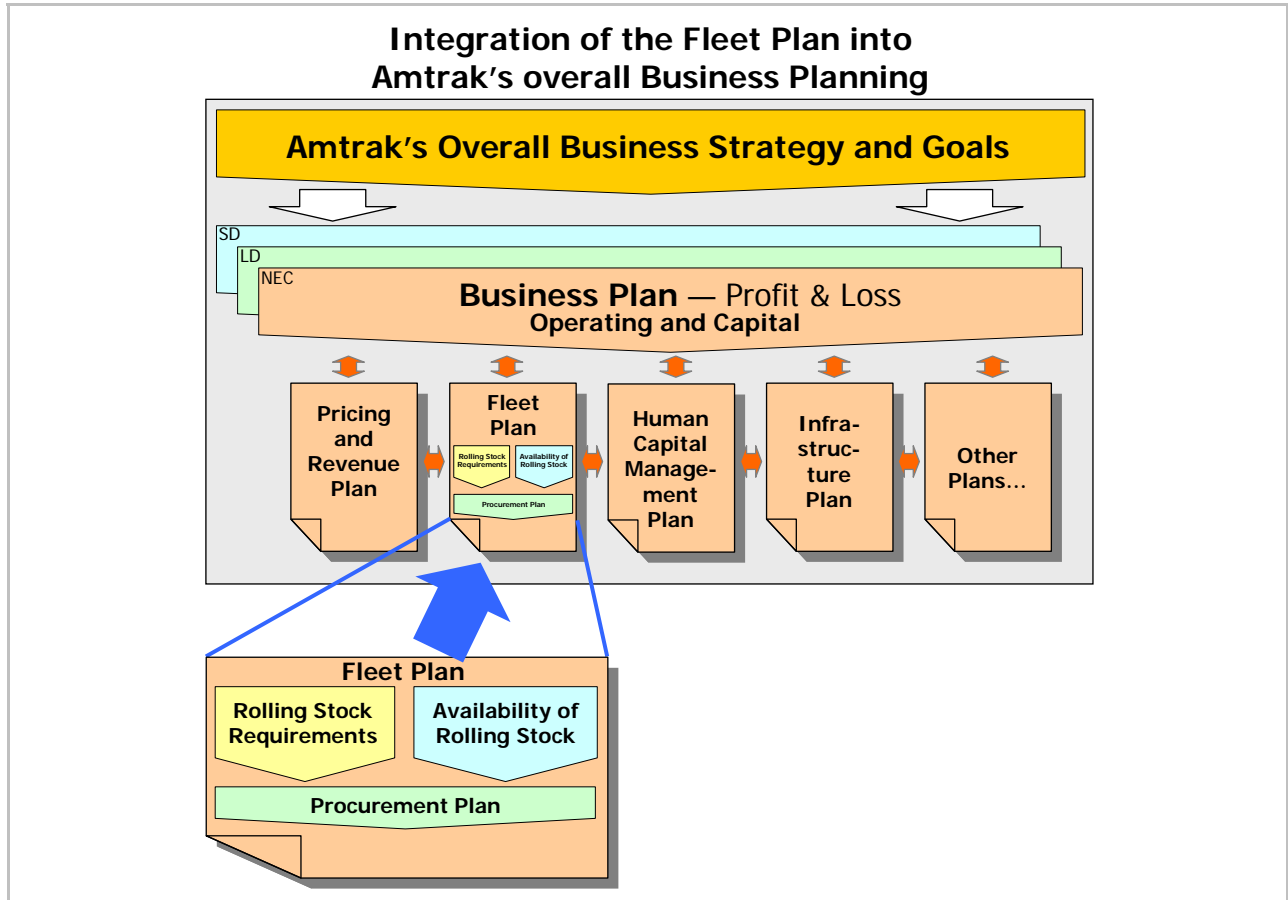 Integration of the Fleet Plan into
Amtrak's overall Business Planning
Amtrak's Overall Business Strategy and Goals
SD
LD
NEC
Business Plan — Profit & Loss
Operating and Capital
Pricing
and
Revenue
Plan
Fleet
Plan
Rolling Stock
Requirements
Availability of
Rolling Stock
Procurement Plan
Human
Capital
Manage-
ment
Plan
Infra-
struc-
ture
Plan
Other
Plans...
Fleet Plan
Rolling Stock
Requirements
Availability of
Rolling Stock
Procurement Plan